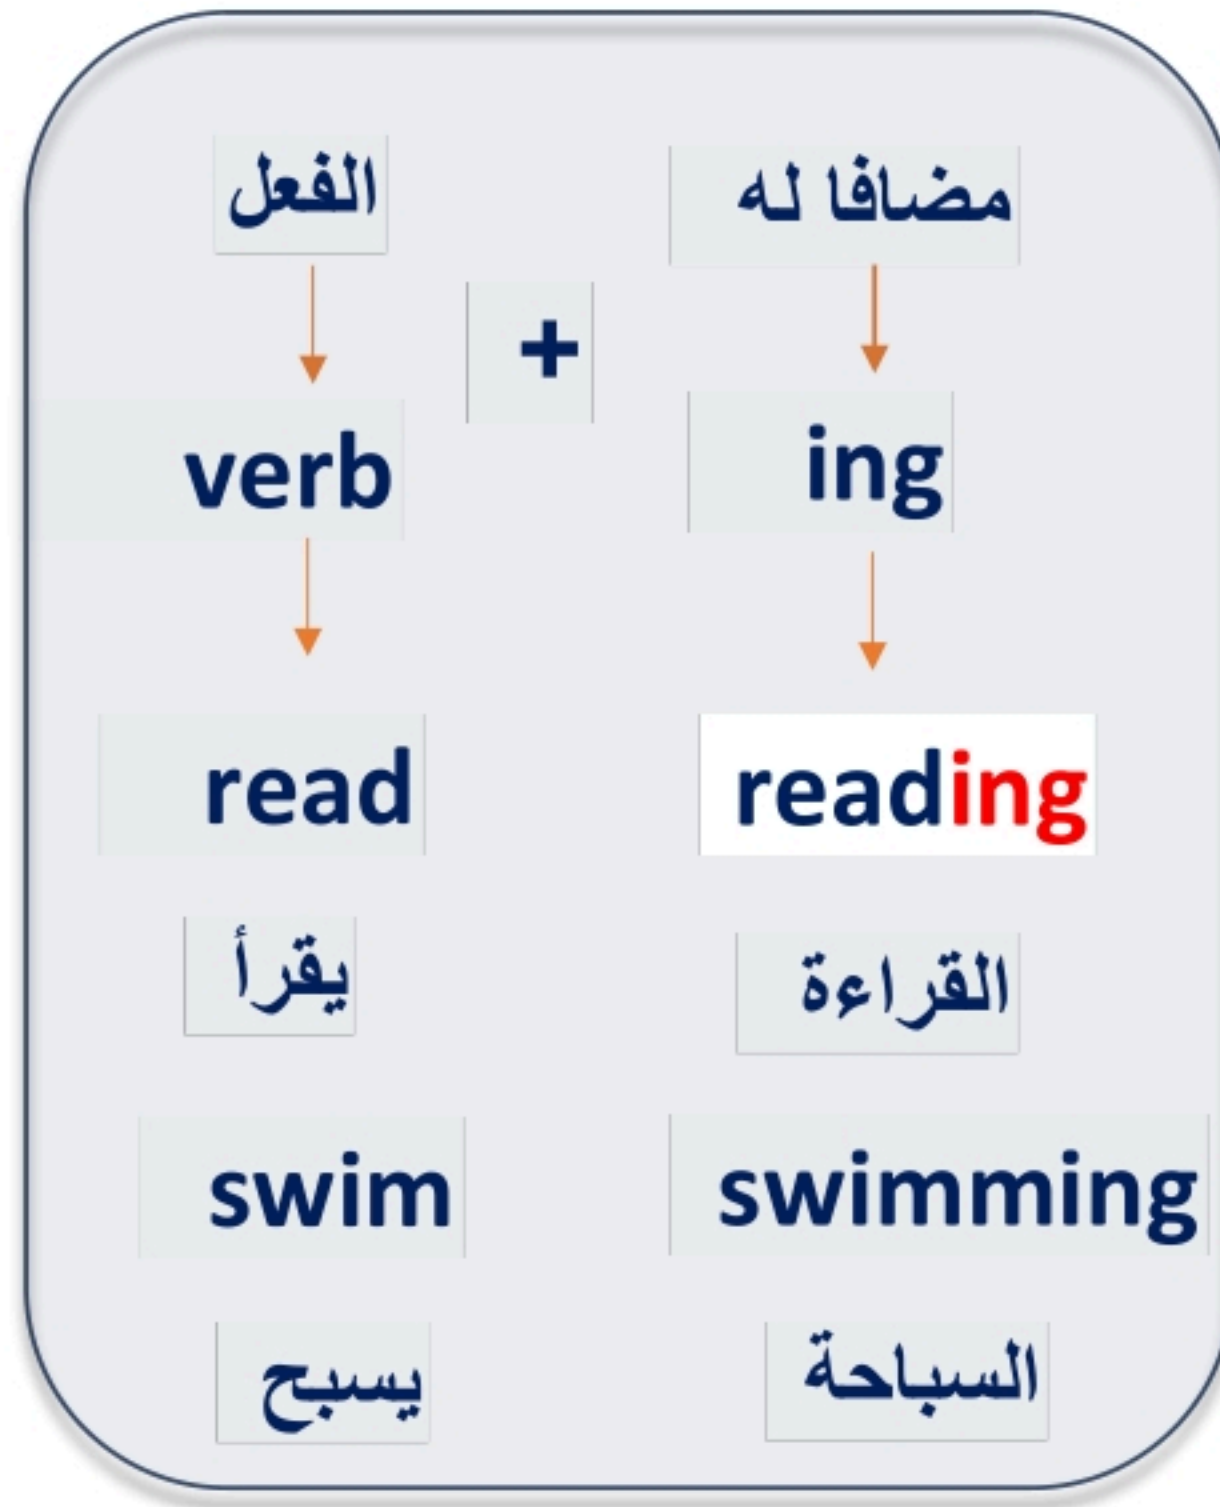 الفعل
مضافا له
+
verb
ing
read
reading
يقرأ
القراءة
swim
swimming
يسبح
السباحة